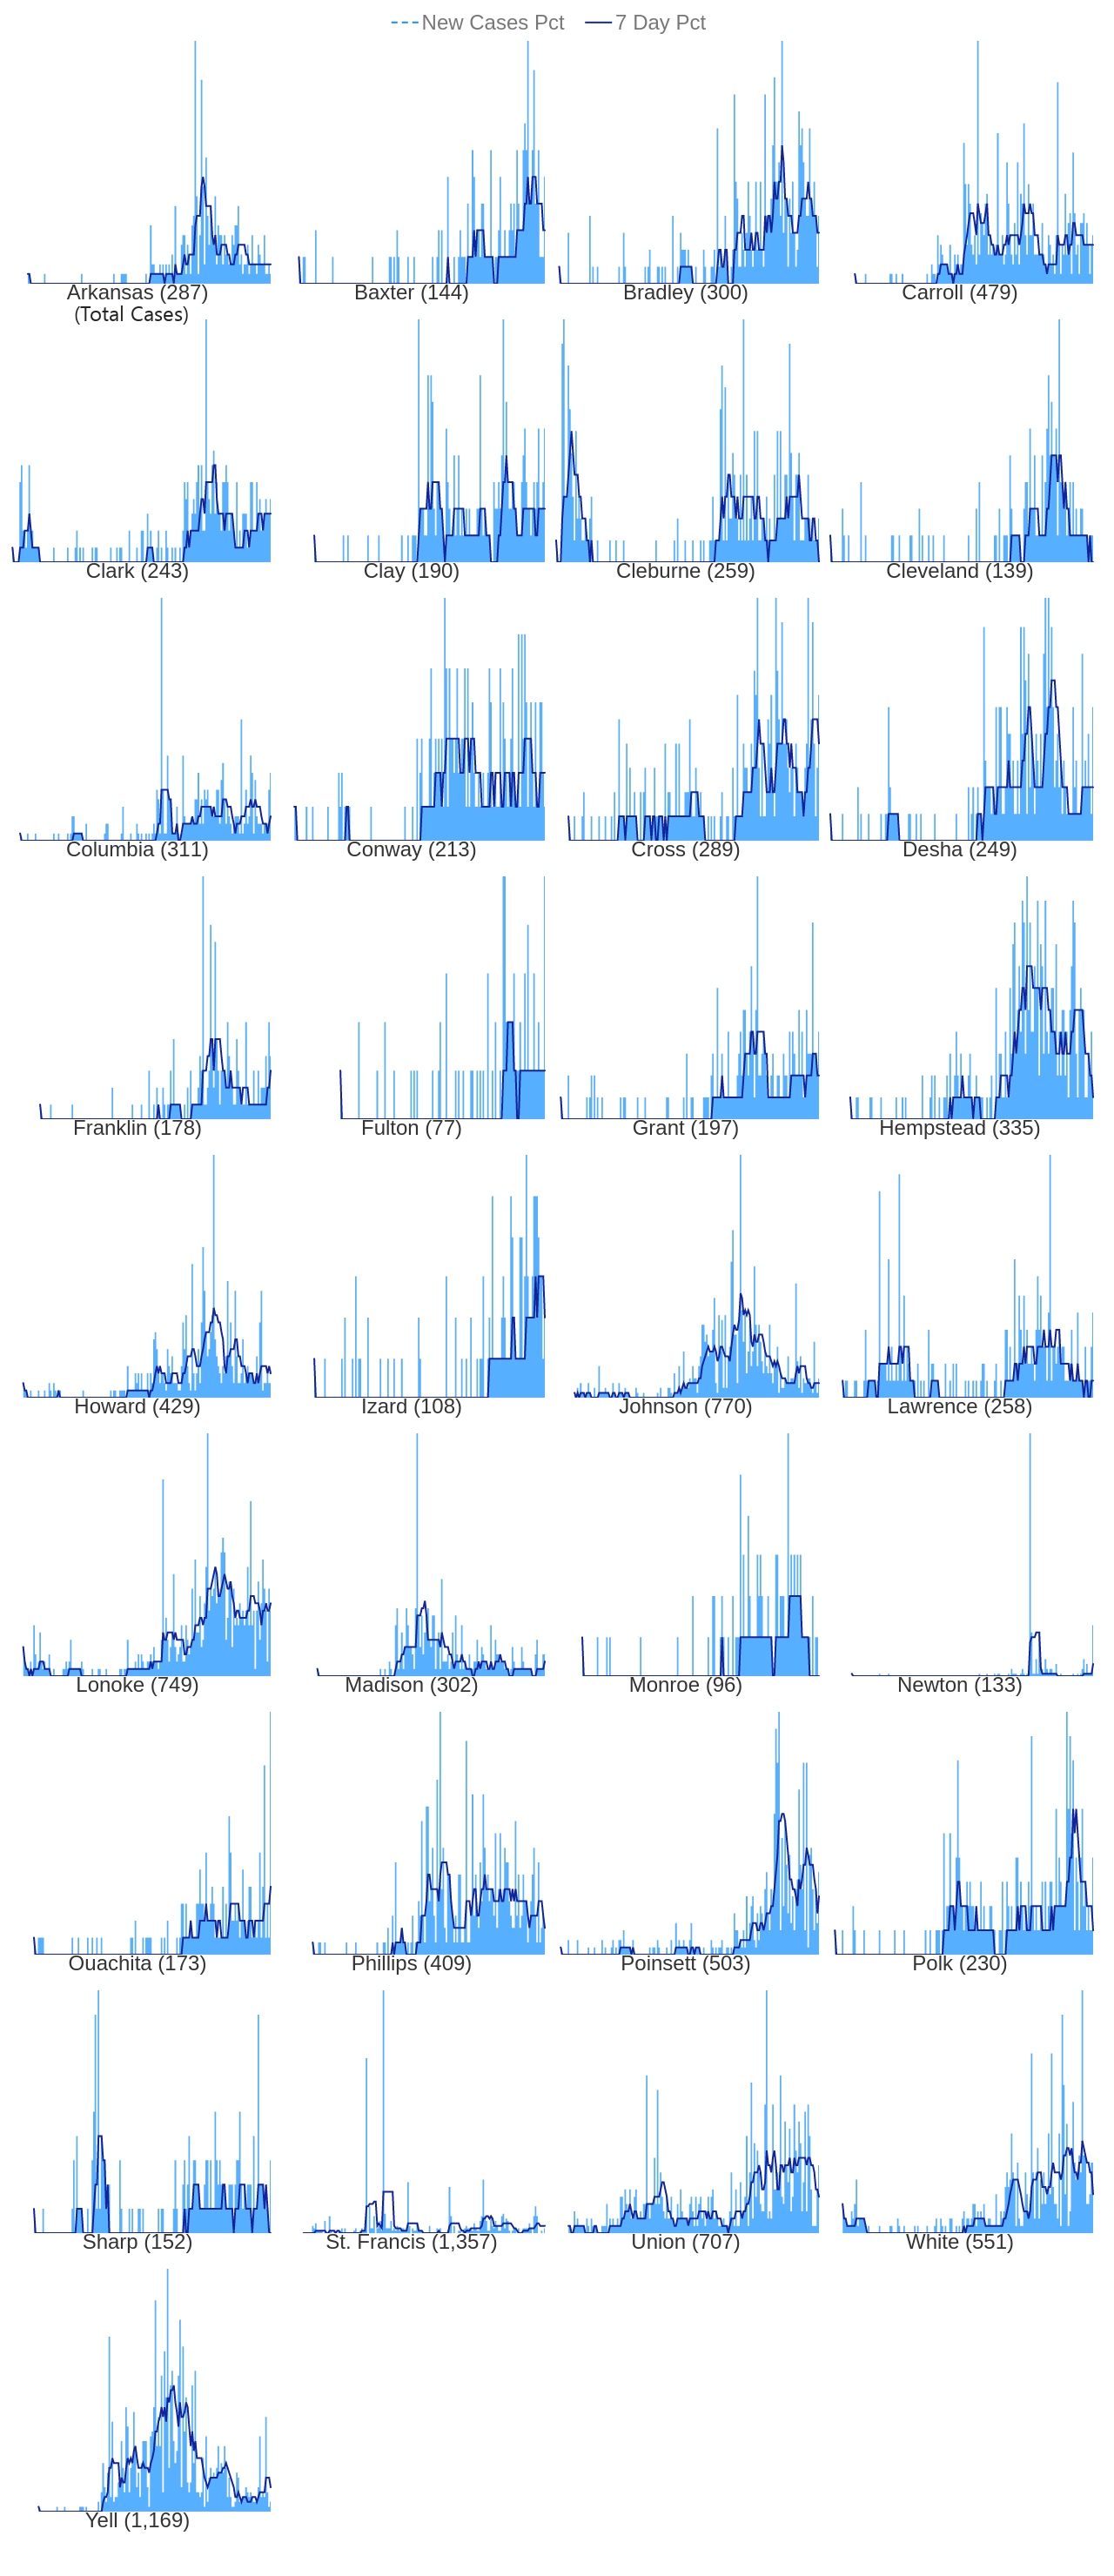 New Cases Pct 7 Day Pct
Arkansas (287) Baxter (144) Bradley (300) Carroll (479)
(Total Cases)
Clark (243) Clay (190) Cleburne (259) Cleveland (139)
Columbia (311) Conway (213) Cross (289) Desha (249)
Franklin (178) Fulton (77) Grant (197) Hempstead (335)
Howard (429) Izard (108) Johnson (770) Lawrence (258)
Lonoke (749) Madison (302) Monroe (96) Newton (133)
Ouachita (173) Phillips (409) Poinsett (503) Polk (230)
Sharp (152) St. Francis (1,357) Union (707) White (551)
Yell (1,169)